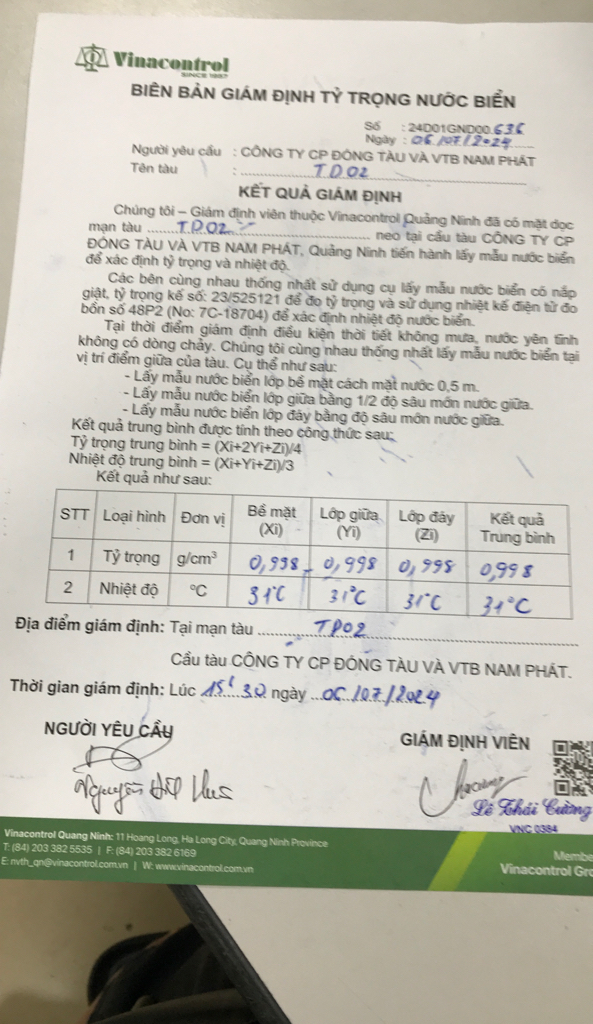 Vinacontrol
SINCE 1957
BIÊN BẢN GIÁM ĐỊNH TỶ TRỌNG NƯỚC BIỂN
Số : 24D01GND00.636
Ngày : 06/07/2024
Người yêu cầu : CÔNG TY CP ĐÓNG TÀU VÀ VTB NAM PHÁT
Tên tàu : TD02
KẾT QUẢ GIÁM ĐỊNH
Chúng tôi – Giám định viên thuộc Vinacontrol Quảng Ninh đã có mặt dọc
mạn tàu ......TD02...... neo tại cầu tàu CÔNG TY CP
ĐÓNG TÀU VÀ VTB NAM PHÁT, Quảng Ninh tiến hành lấy mẫu nước biển
để xác định tỷ trọng và nhiệt độ.
Các bên cùng nhau thống nhất sử dụng cụ lấy mẫu nước biển có nắp
giật, tỷ trọng kế số: 23/525121 để đo tỷ trọng và sử dụng nhiệt kế điện tử đo
bồn số 48P2 (No: 7C-18704) để xác định nhiệt độ nước biển.
Tại thời điểm giám định điều kiện thời tiết không mưa, nước yên tĩnh
không có dòng chảy. Chúng tôi cùng nhau thống nhất lấy mẫu nước biển tại
vị trí điểm giữa của tàu. Cụ thể như sau:
- Lấy mẫu nước biển lớp bề mặt cách mặt nước 0,5 m.
- Lấy mẫu nước biển lớp giữa bằng 1/2 độ sâu mớn nước giữa.
- Lấy mẫu nước biển lớp đáy bằng độ sâu mớn nước giữa.
Kết quả trung bình được tính theo công thức sau:
Tỷ trọng trung bình = (Xi+2Yi+Zi)/4
Nhiệt độ trung bình = (Xi+Yi+Zi)/3
Kết quả như sau:
STT Loại hình Đơn vị Bề mặt (Xi) Lớp giữa (Yi) Lớp đáy (Zi) Kết quả Trung bình
1 Tỷ trọng g/cm³ 0,998 0,998 0,998 0,998
2 Nhiệt độ °C 31°C 31°C 31°C 31°C
Địa điểm giám định: Tại mạn tàu ......TD02......
Cầu tàu CÔNG TY CP ĐÓNG TÀU VÀ VTB NAM PHÁT.
Thời gian giám định: Lúc 15h30 ngày ...06/07/2024
NGƯỜI YÊU CẦU
GIÁM ĐỊNH VIÊN
Lê Thái Cường
VNC 0384
Vinacontrol Quang Ninh: 11 Hoang Long, Ha Long City, Quang Ninh Province
T: (84) 203 382 5535 | F: (84) 203 382 6169
E: nvth_qn@vinacontrol.com.vn | W: www.vinacontrol.com.vn